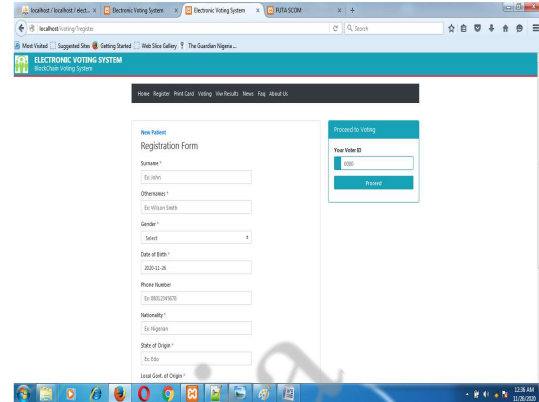 localhost / localhost / elect...
Electronic Voting System
Electronic Voting System
FUTA SCOM
localhost/voting/?register
Search
Most Visited Suggested Sites Getting Started Web Slice Gallery The Guardian Nigeria ...
ELECTRONIC VOTING SYSTEM
BlockChain Voting System
Home Register Print Card Voting Viw Results News Faq About Us
New Patient
Registration Form
Surname *
Ex: John
Othernames *
Ex: Wilson Smith
Gender *
Select
Date of Birth *
2020-11-26
Phone Number
Ex: 08012345678
Nationality *
Ex: Nigerian
State of Origin *
Ex: Edo
Local Govt. of Origin *
Proceed to Voting
Your Voter ID
0000
Proceed
12:36 AM
11/26/2020